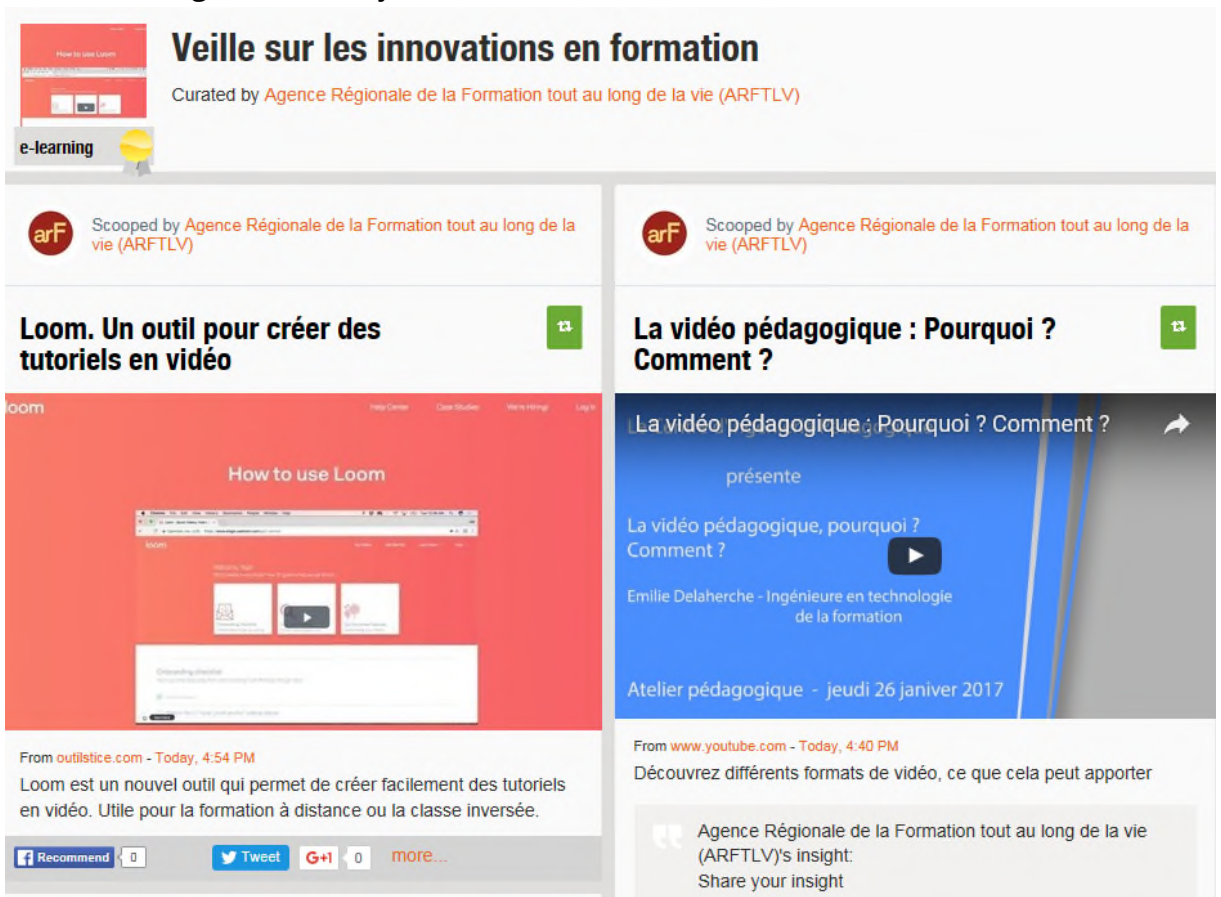 How to use Loom
Veille sur les innovations en formation
Curated by Agence Régionale de la Formation tout au long de la vie (ARFTLV)
e-learning
arF
Scooped by Agence Régionale de la Formation tout au long de la
vie (ARFTLV)
Loom. Un outil pour créer des
tutoriels en vidéo
loom
Help Center
Case Studies
We're Hiring!
Log In
How to use Loom
loom
From outilstice.com - Today, 4:54 PM
Loom est un nouvel outil qui permet de créer facilement des tutoriels
en vidéo. Utile pour la formation à distance ou la classe inversée.
Recommend 0
Tweet
G+1 0
more...
arF
Scooped by Agence Régionale de la Formation tout au long de la
vie (ARFTLV)
La vidéo pédagogique : Pourquoi ?
Comment ?
La vidéo pédagogique : Pourquoi ? Comment ?
présente
La vidéo pédagogique, pourquoi ?
Comment ?
Emilie Delaherche - Ingénieure en technologie
de la formation
Atelier pédagogique - jeudi 26 janiver 2017
From www.youtube.com - Today, 4:40 PM
Découvrez différents formats de vidéo, ce que cela peut apporter
Agence Régionale de la Formation tout au long de la vie
(ARFTLV)'s insight:
Share your insight